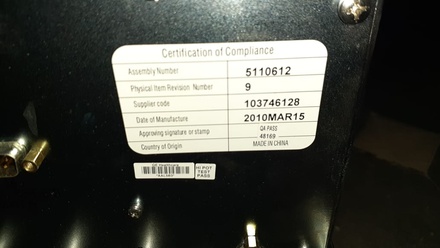 Certification of Compliance
Assembly Number 5110612
Physical Item Revision Number 9
Supplier code 103746128
Date of Manufacture 2010MAR15
Approving signature or stamp QA PASS 48169
Country of Origin MADE IN CHINA
HI POT
TEST
PASS